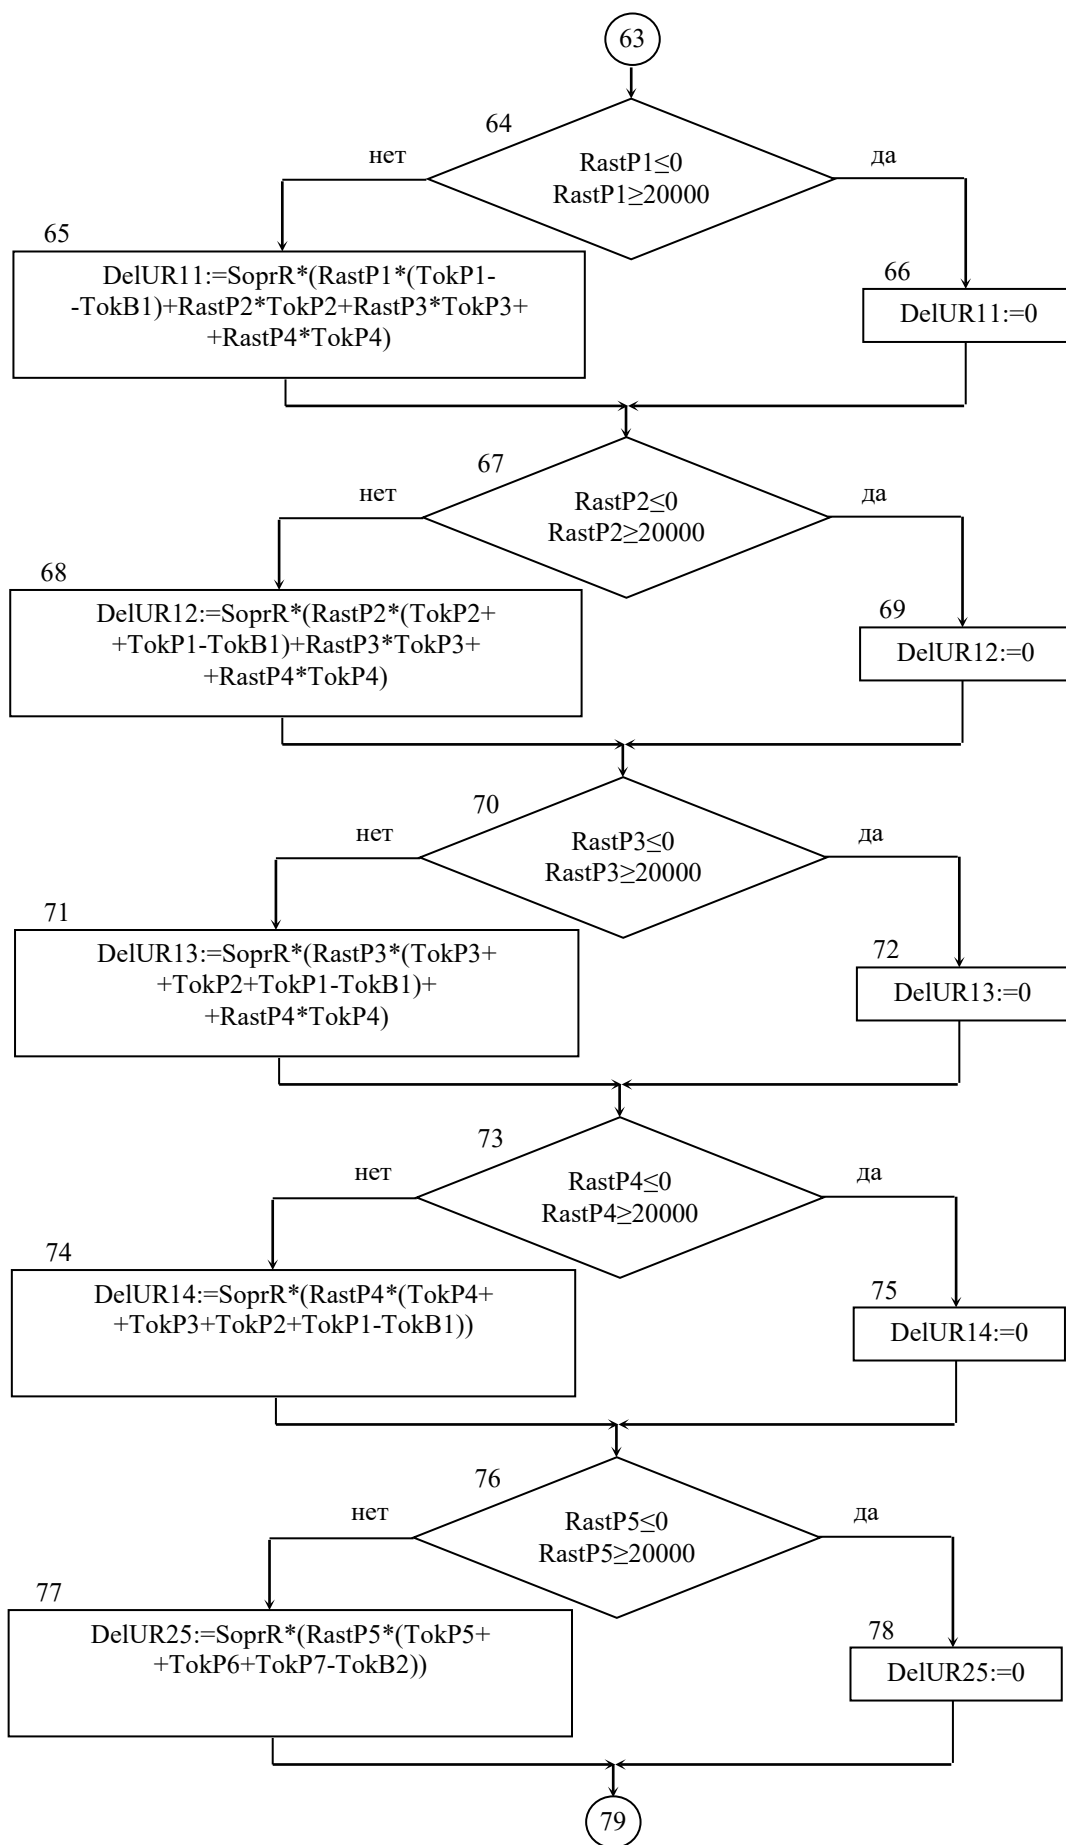 63
64
нет
да
RastP1≤0
RastP1≥20000
65
DelUR11:=SoprR*(RastP1*(TokP1-
-TokB1)+RastP2*TokP2+RastP3*TokP3+
+RastP4*TokP4)
66
DelUR11:=0
67
нет
да
RastP2≤0
RastP2≥20000
68
DelUR12:=SoprR*(RastP2*(TokP2+
+TokP1-TokB1)+RastP3*TokP3+
+RastP4*TokP4)
69
DelUR12:=0
70
нет
да
RastP3≤0
RastP3≥20000
71
DelUR13:=SoprR*(RastP3*(TokP3+
+TokP2+TokP1-TokB1)+
+RastP4*TokP4)
72
DelUR13:=0
73
нет
да
RastP4≤0
RastP4≥20000
74
DelUR14:=SoprR*(RastP4*(TokP4+
+TokP3+TokP2+TokP1-TokB1))
75
DelUR14:=0
76
нет
да
RastP5≤0
RastP5≥20000
77
DelUR25:=SoprR*(RastP5*(TokP5+
+TokP6+TokP7-TokB2))
78
DelUR25:=0
79